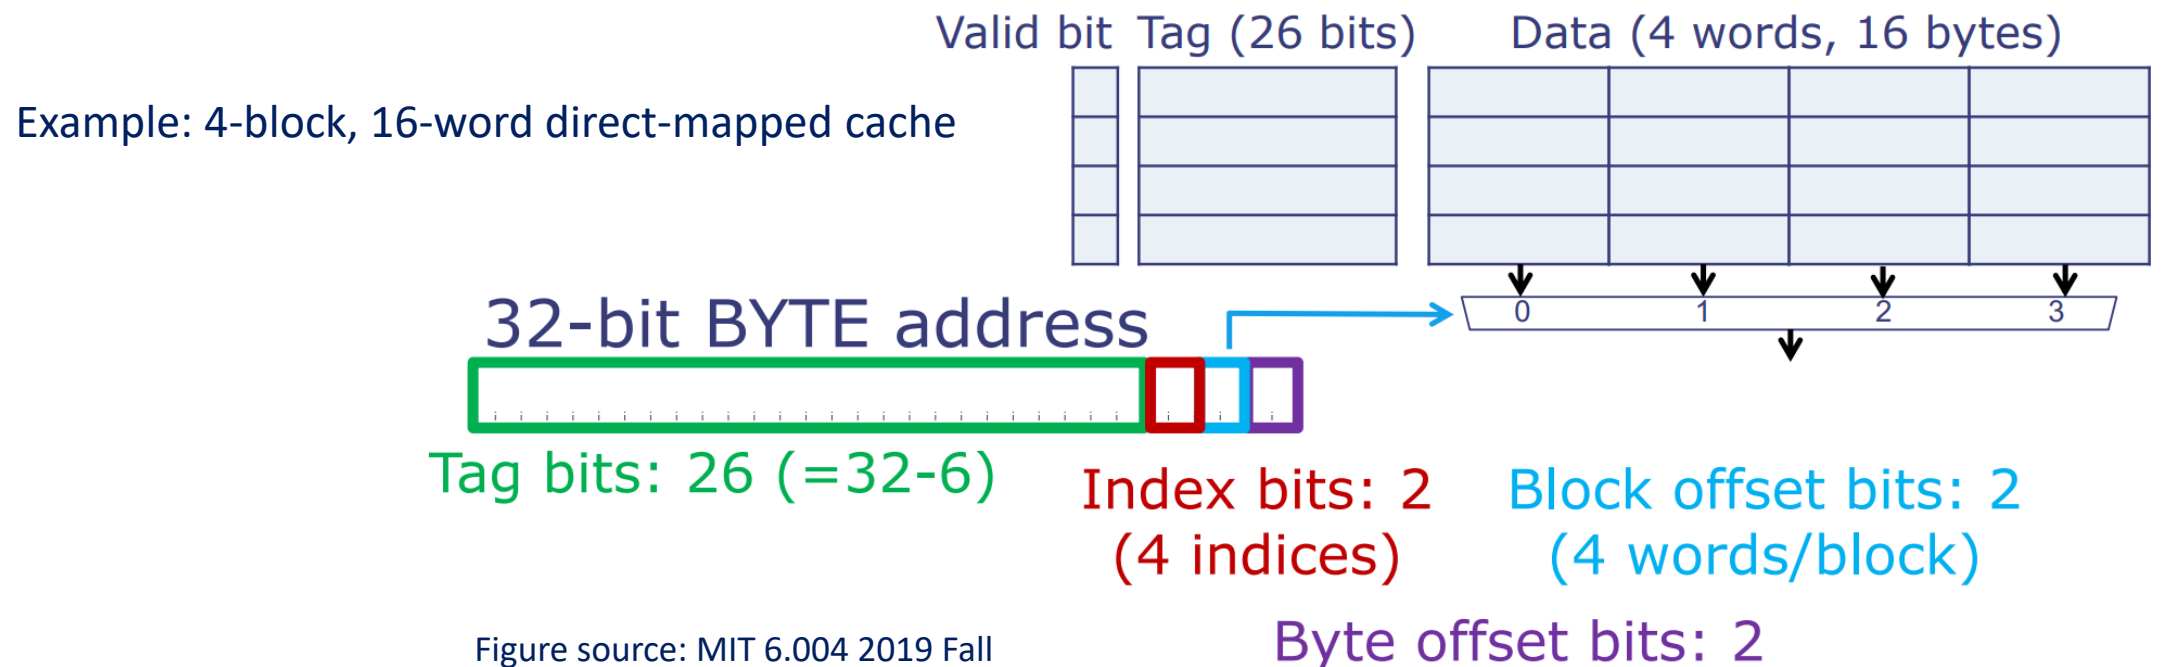 Valid bit Tag (26 bits) Data (4 words, 16 bytes)
Example: 4-block, 16-word direct-mapped cache
32-bit BYTE address
0 1 2 3
Tag bits: 26 (=32-6)
Index bits: 2
(4 indices)
Block offset bits: 2
(4 words/block)
Byte offset bits: 2
Figure source: MIT 6.004 2019 Fall